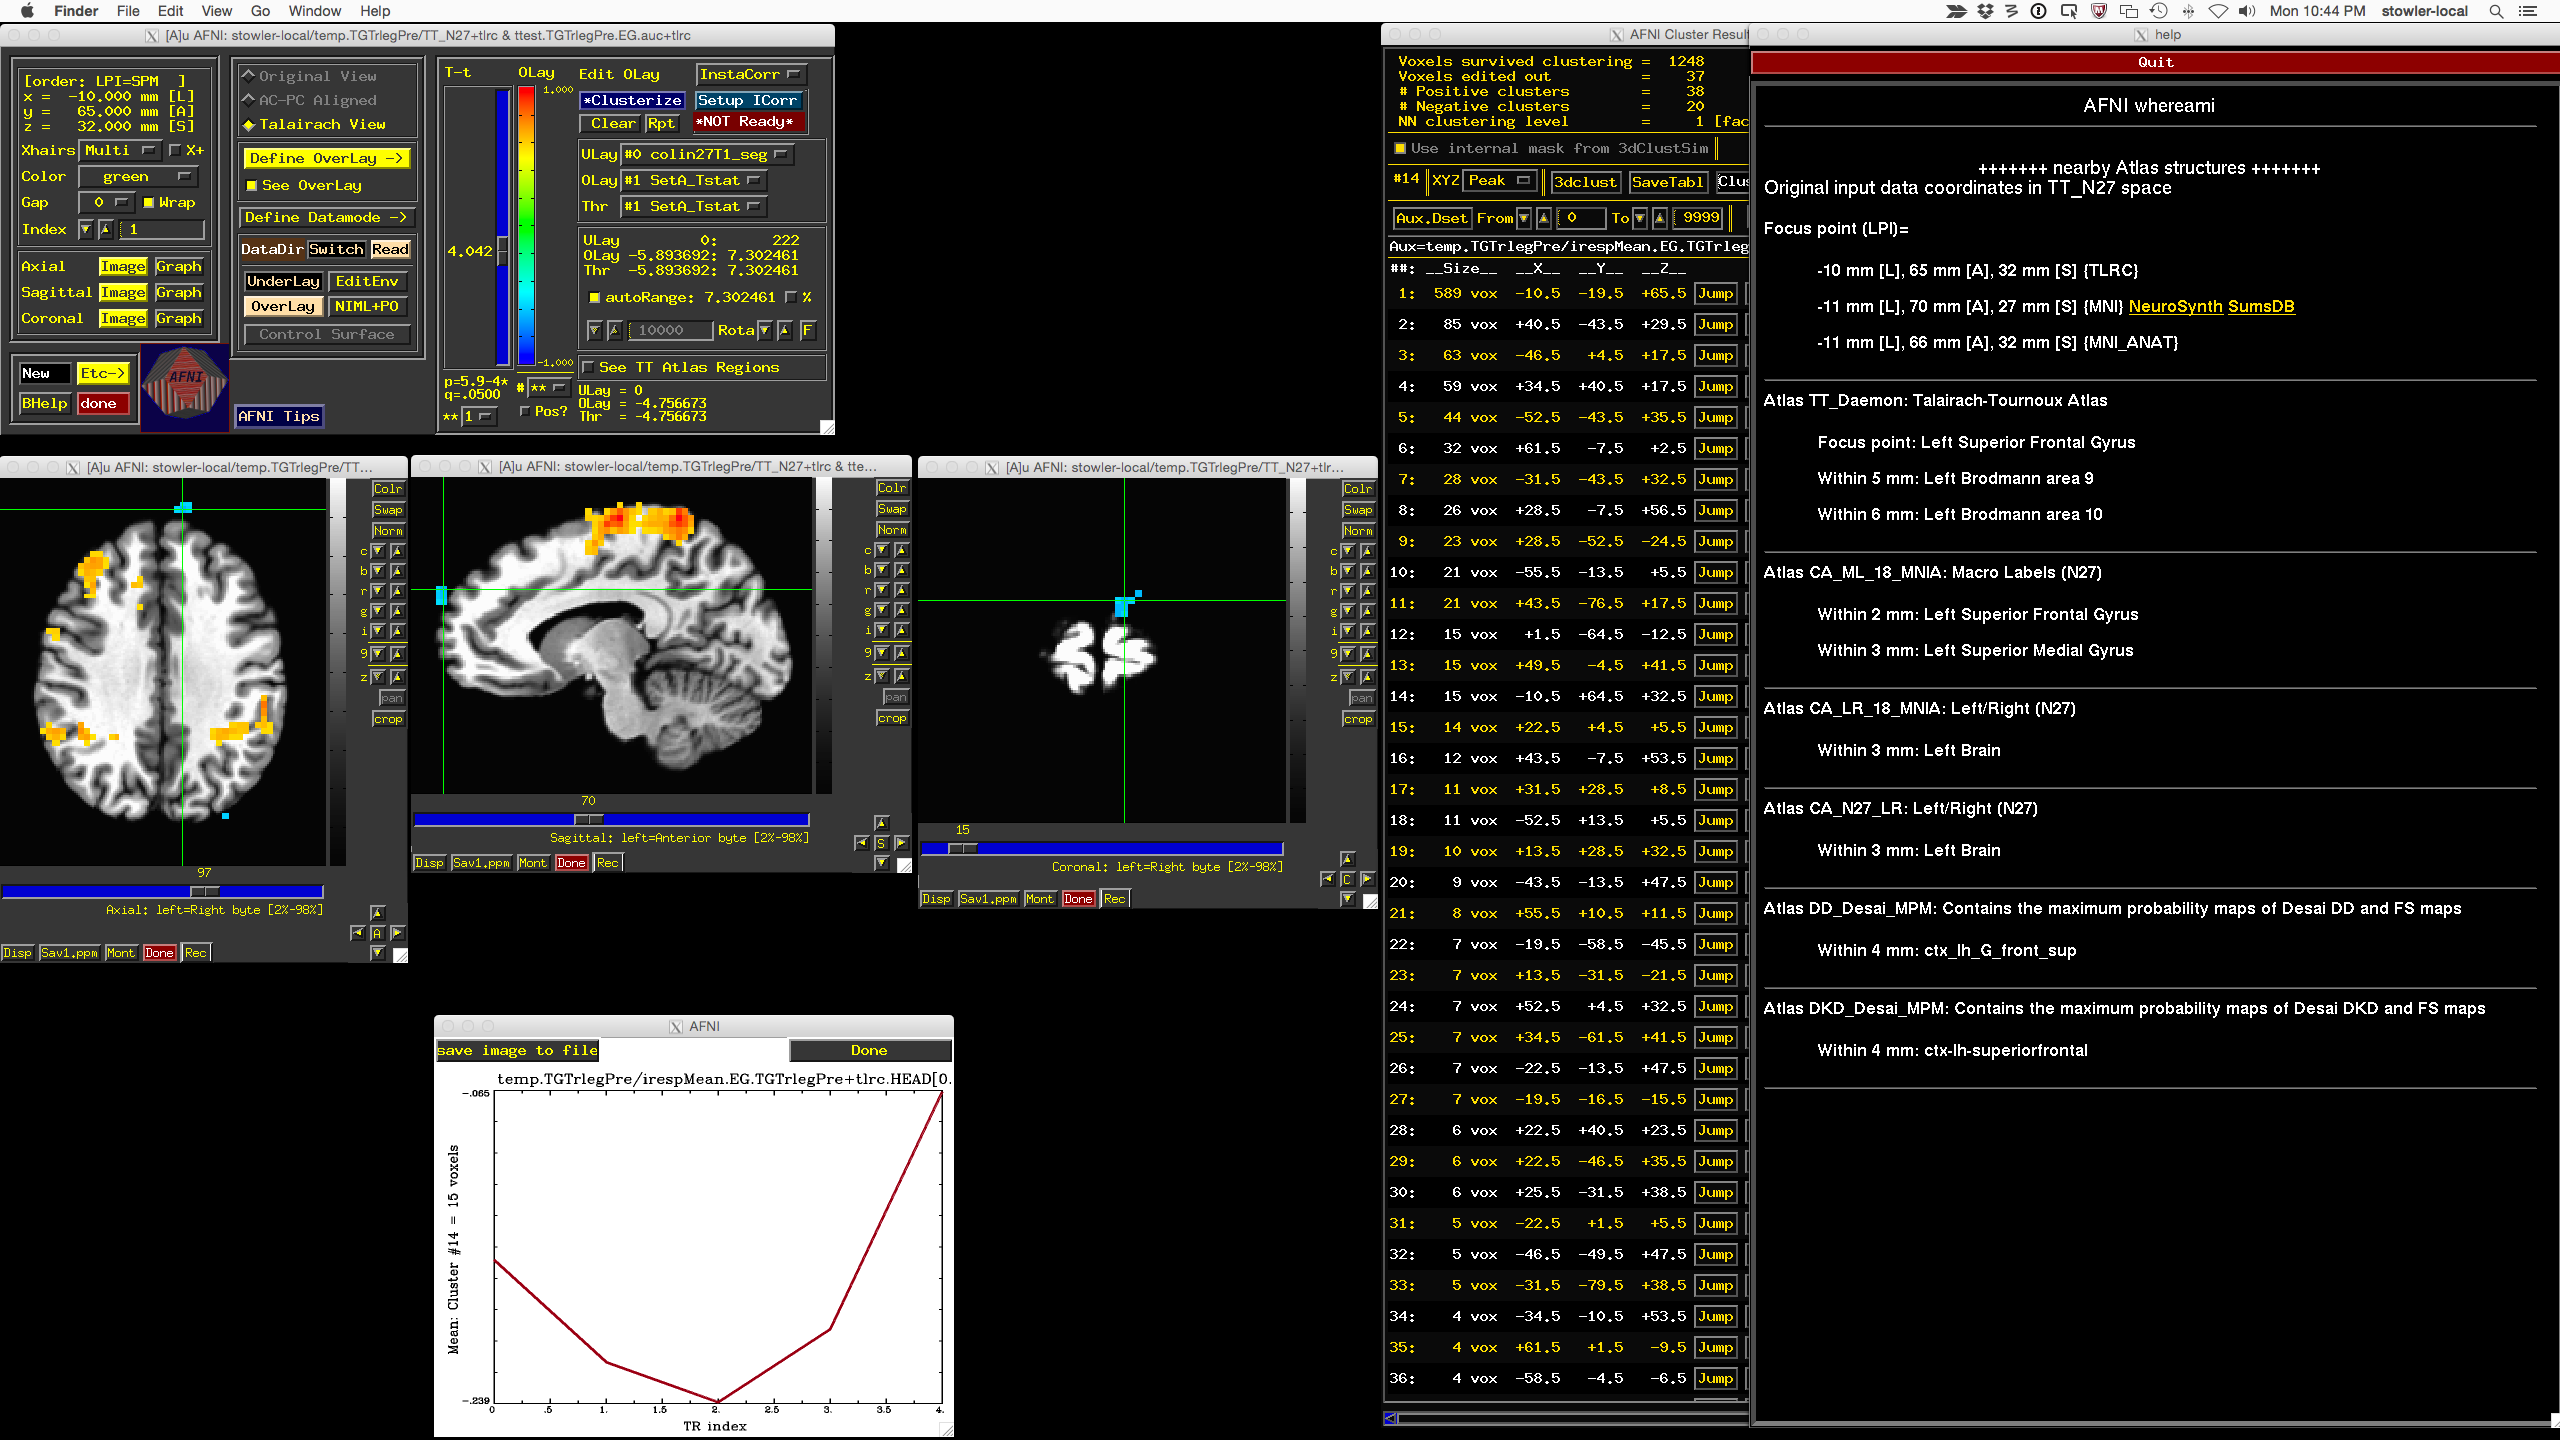 Finder File Edit View Go Window Help
Mon 10:44 PM stowler-local
[A]u AFNI: stowler-local/temp.TGTrlegPre/TT_N27+tlrc & ttest.TGTrlegPre.EG.auc+tlrc
[order: LPI=SPM ]
x = -10.000 mm [L]
y = 65.000 mm [A]
z = 32.000 mm [S]
Xhairs Multi X+
Color green
Gap 0 Wrap
Index 1
Axial Image Graph
Sagittal Image Graph
Coronal Image Graph
New Etc->
BHelp done
AFNI
Original View
AC-PC Aligned
Talairach View
Define OverLay ->
See OverLay
Define Datamode ->
DataDir Switch Read
UnderLay EditEnv
OverLay NIML+PO
Control Surface
AFNI Tips
T-t
4.042
p=5.9-4*
q=.0500
** 1
OLay
1.000
-1.000
# **
Pos?
Edit OLay InstaCorr
*Clusterize Setup ICorr
Clear Rpt *NOT Ready*
ULay #0 colin27T1_seg
OLay #1 SetA_Tstat
Thr #1 SetA_Tstat
ULay 0: 222
OLay -5.893692: 7.302461
Thr -5.893692: 7.302461
autoRange: 7.302461 %
10000 Rota F
See TT Atlas Regions
ULay = 0
OLay = -4.756673
Thr = -4.756673
[A]u AFNI: stowler-local/temp.TGTrlegPre/TT...
Colr
Swap
Norm
c
b
r
g
i
9
z
pan
crop
97
Axial: left=Right byte [2%-98%]
A
Disp Sav1.ppm Mont Done Rec
[A]u AFNI: stowler-local/temp.TGTrlegPre/TT_N27+tlrc & tte...
Colr
Swap
Norm
c
b
r
g
i
9
z
pan
crop
70
Sagittal: left=Anterior byte [2%-98%]
S
Disp Sav1.ppm Mont Done Rec
[A]u AFNI: stowler-local/temp.TGTrlegPre/TT_N27+tlr...
Colr
Swap
Norm
c
b
r
g
i
9
z
pan
crop
15
Coronal: left=Right byte [2%-98%]
C
Disp Sav1.ppm Mont Done Rec
AFNI
save image to file Done
temp.TGTrlegPre/irespMean.EG.TGTrlegPre+tlrc.HEAD[0.
-.065
Mean: Cluster #14 = 15 voxels
-.239
0 .5 1. 1.5 2. 2.5 3. 3.5 4.
TR index
AFNI Cluster Result
Voxels survived clustering = 1248
Voxels edited out = 37
# Positive clusters = 38
# Negative clusters = 20
NN clustering level = 1 [fac
Use internal mask from 3dClustSim
#14 XYZ Peak 3dclust SaveTabl Clus
Aux.Dset From 0 To 9999
Aux=temp.TGTrlegPre/irespMean.EG.TGTrleg
##: __Size__ __X__ __Y__ __Z__
1: 589 vox -10.5 -19.5 +65.5 Jump
2: 85 vox +40.5 -43.5 +29.5 Jump
3: 63 vox -46.5 +4.5 +17.5 Jump
4: 59 vox +34.5 +40.5 +17.5 Jump
5: 44 vox -52.5 -43.5 +35.5 Jump
6: 32 vox +61.5 -7.5 +2.5 Jump
7: 28 vox -31.5 -43.5 +32.5 Jump
8: 26 vox +28.5 -7.5 +56.5 Jump
9: 23 vox +28.5 -52.5 -24.5 Jump
10: 21 vox -55.5 -13.5 +5.5 Jump
11: 21 vox +43.5 -76.5 +17.5 Jump
12: 15 vox +1.5 -64.5 -12.5 Jump
13: 15 vox +49.5 -4.5 +41.5 Jump
14: 15 vox -10.5 +64.5 +32.5 Jump
15: 14 vox +22.5 +4.5 +5.5 Jump
16: 12 vox +43.5 -7.5 +53.5 Jump
17: 11 vox +31.5 +28.5 +8.5 Jump
18: 11 vox -52.5 +13.5 +5.5 Jump
19: 10 vox +13.5 +28.5 +32.5 Jump
20: 9 vox -43.5 -13.5 +47.5 Jump
21: 8 vox +55.5 +10.5 +11.5 Jump
22: 7 vox -19.5 -58.5 -45.5 Jump
23: 7 vox +13.5 -31.5 -21.5 Jump
24: 7 vox +52.5 +4.5 +32.5 Jump
25: 7 vox +34.5 -61.5 +41.5 Jump
26: 7 vox -22.5 -13.5 +47.5 Jump
27: 7 vox -19.5 -16.5 -15.5 Jump
28: 6 vox +22.5 +40.5 +23.5 Jump
29: 6 vox +22.5 -46.5 +35.5 Jump
30: 6 vox +25.5 -31.5 +38.5 Jump
31: 5 vox -22.5 +1.5 +5.5 Jump
32: 5 vox -46.5 -49.5 +47.5 Jump
33: 5 vox -31.5 -79.5 +38.5 Jump
34: 4 vox -34.5 -10.5 +53.5 Jump
35: 4 vox +61.5 +1.5 -9.5 Jump
36: 4 vox -58.5 -4.5 -6.5 Jump
help
Quit
AFNI whereami
+++++++ nearby Atlas structures +++++++
Original input data coordinates in TT_N27 space
Focus point (LPI)=
-10 mm [L], 65 mm [A], 32 mm [S] {TLRC}
-11 mm [L], 70 mm [A], 27 mm [S] {MNI} NeuroSynth SumsDB
-11 mm [L], 66 mm [A], 32 mm [S] {MNI_ANAT}
Atlas TT_Daemon: Talairach-Tournoux Atlas
Focus point: Left Superior Frontal Gyrus
Within 5 mm: Left Brodmann area 9
Within 6 mm: Left Brodmann area 10
Atlas CA_ML_18_MNIA: Macro Labels (N27)
Within 2 mm: Left Superior Frontal Gyrus
Within 3 mm: Left Superior Medial Gyrus
Atlas CA_LR_18_MNIA: Left/Right (N27)
Within 3 mm: Left Brain
Atlas CA_N27_LR: Left/Right (N27)
Within 3 mm: Left Brain
Atlas DD_Desai_MPM: Contains the maximum probability maps of Desai DD and FS maps
Within 4 mm: ctx_lh_G_front_sup
Atlas DKD_Desai_MPM: Contains the maximum probability maps of Desai DKD and FS maps
Within 4 mm: ctx-lh-superiorfrontal